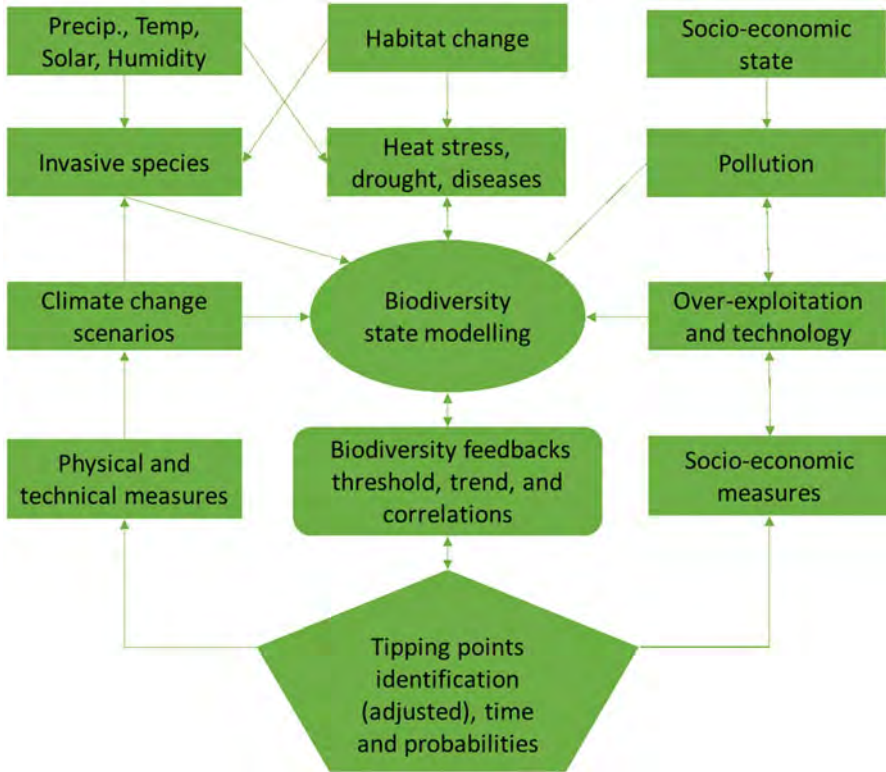 Precip., Temp,
Solar, Humidity
Habitat change
Socio-economic
state
Invasive species
Heat stress,
drought, diseases
Pollution
Climate change
scenarios
Biodiversity
state modelling
Over-exploitation
and technology
Physical and
technical measures
Biodiversity feedbacks
threshold, trend, and
correlations
Socio-economic
measures
Tipping points
identification
(adjusted), time
and probabilities